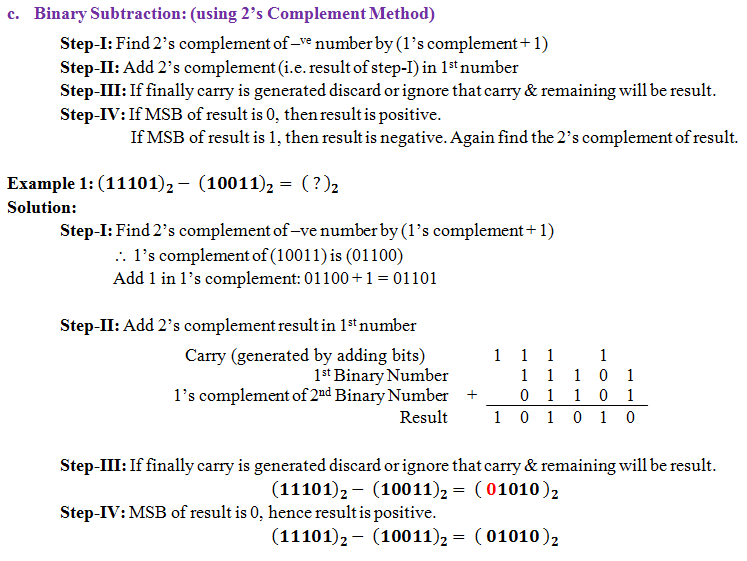 c. Binary Subtraction: (using 2’s Complement Method)
Step-I: Find 2’s complement of –ve number by (1’s complement + 1)
Step-II: Add 2’s complement (i.e. result of step-I) in 1st number
Step-III: If finally carry is generated discard or ignore that carry & remaining will be result.
Step-IV: If MSB of result is 0, then result is positive.
If MSB of result is 1, then result is negative. Again find the 2’s complement of result.
Example 1: (11101)₂ − (10011)₂ = (?)₂
Solution:
Step-I: Find 2’s complement of –ve number by (1’s complement + 1)
∴ 1’s complement of (10011) is (01100)
Add 1 in 1’s complement: 01100 + 1 = 01101
Step-II: Add 2’s complement result in 1st number
Carry (generated by adding bits) 1 1 1 1
1st Binary Number 1 1 1 0 1
1’s complement of 2nd Binary Number + 0 1 1 0 1
Result 1 0 1 0 1 0
Step-III: If finally carry is generated discard or ignore that carry & remaining will be result.
(11101)₂ − (10011)₂ = (01010)₂
Step-IV: MSB of result is 0, hence result is positive.
(11101)₂ − (10011)₂ = (01010)₂